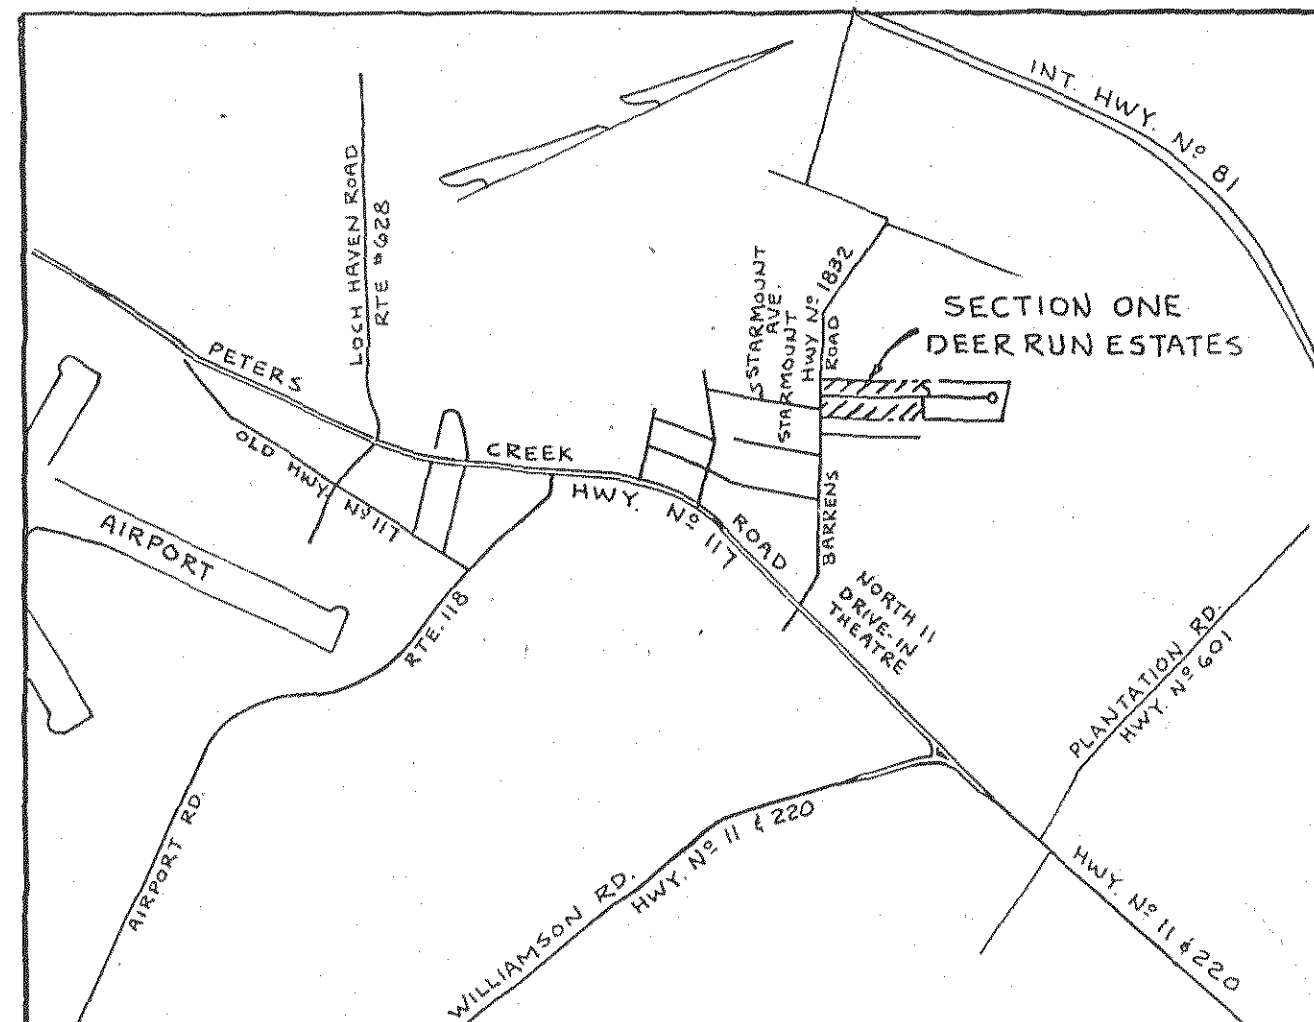 INT. HWY. Nº 81
LOCH HAVEN ROAD
RTE #628
STARMOUNT
AVE.
STARMOUNT
HWY Nº 1832
ROAD
SECTION ONE
DEER RUN ESTATES
PETERS
CREEK
HWY. Nº 117
ROAD
OLD HWY. Nº 117
AIRPORT
BARRENS
NORTH 11
DRIVE-IN
THEATRE
RTE. 118
PLANTATION RD.
HWY. Nº 601
AIRPORT RD.
WILLIAMSON RD.
HWY. Nº 11 & 220
HWY. Nº 11 & 220